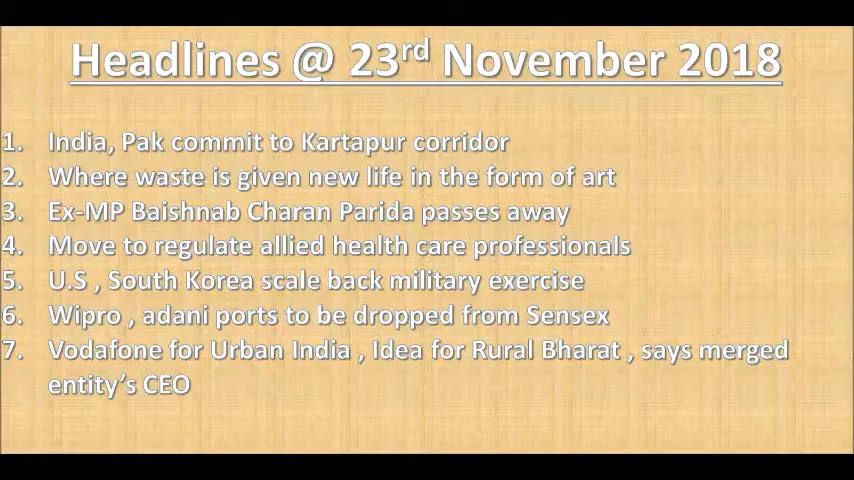 Headlines @ 23rd November 2018
1. India, Pak commit to Kartapur corridor
2. Where waste is given new life in the form of art
3. Ex-MP Baishnab Charan Parida passes away
4. Move to regulate allied health care professionals
5. U.S , South Korea scale back military exercise
6. Wipro , adani ports to be dropped from Sensex
7. Vodafone for Urban India , Idea for Rural Bharat , says merged
entity’s CEO